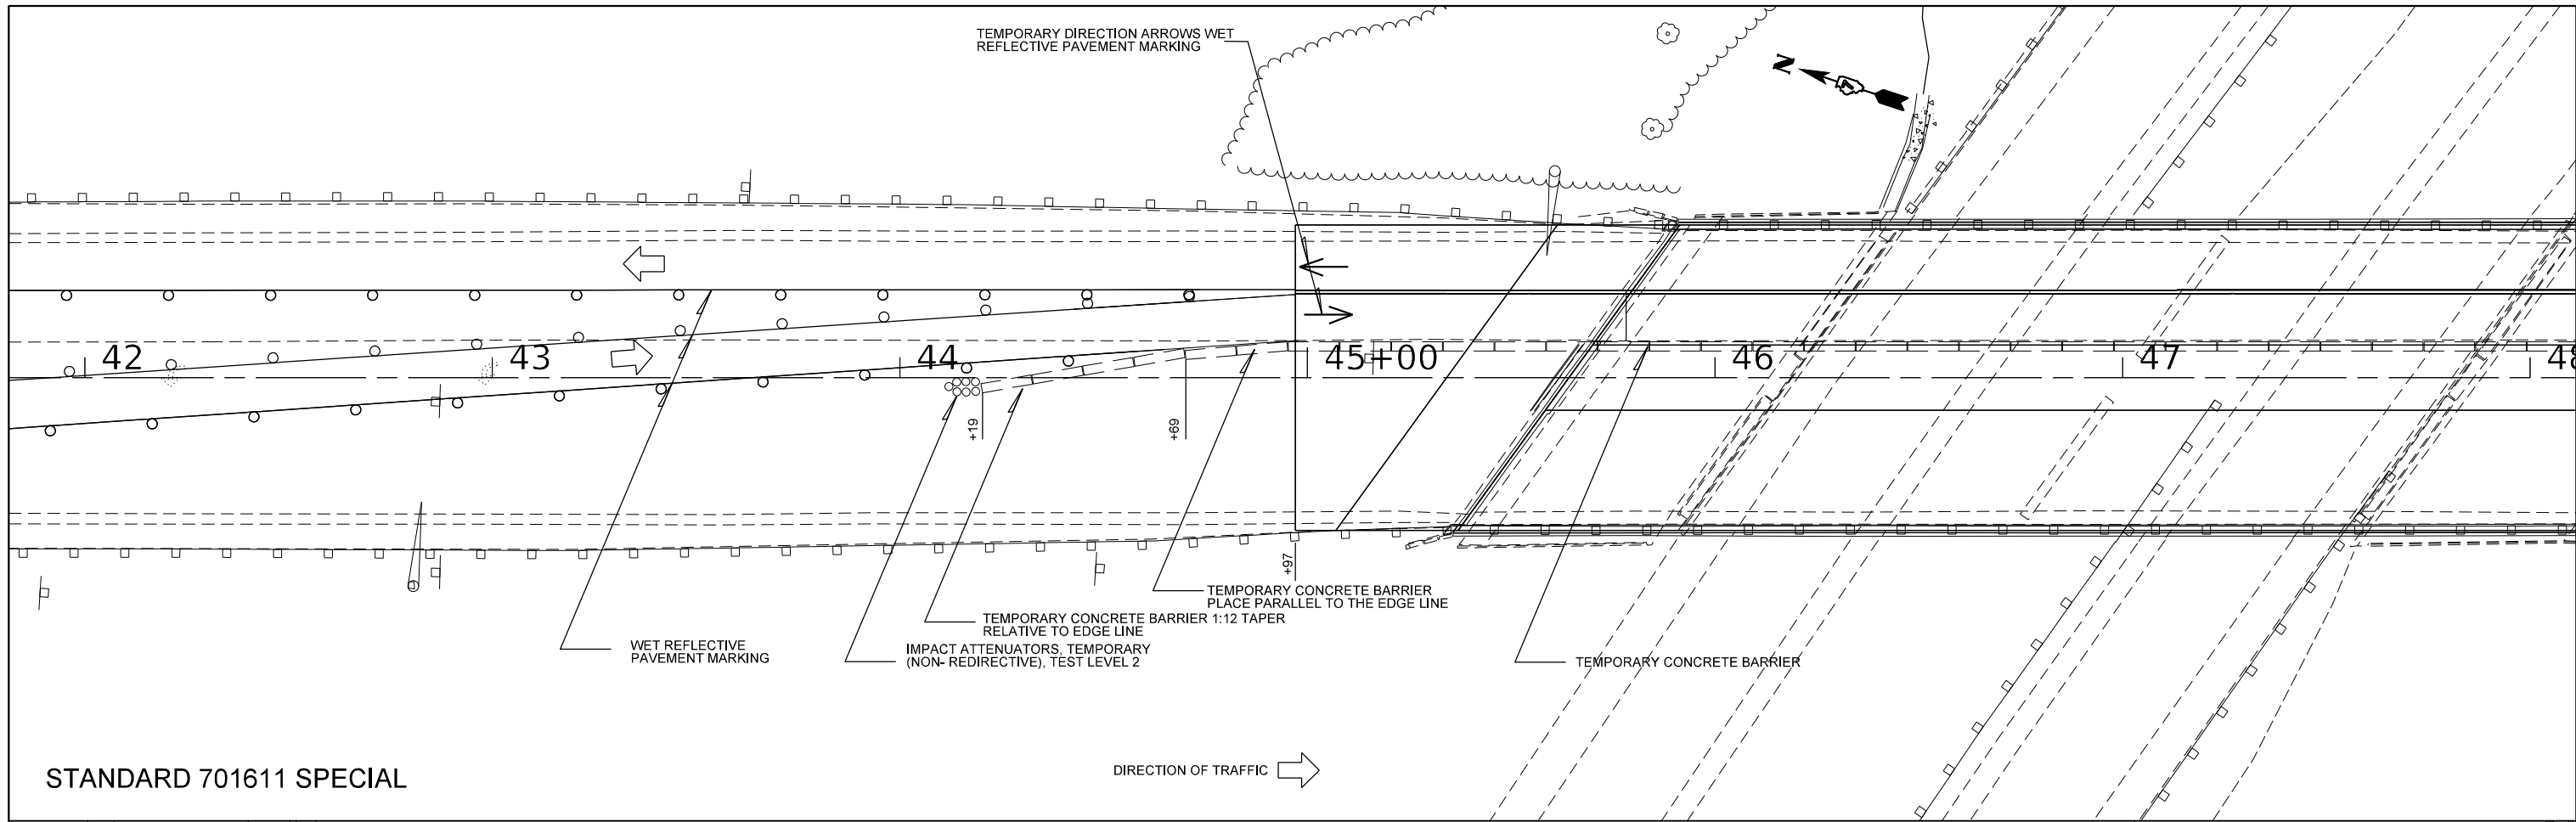 TEMPORARY DIRECTION ARROWS WET
REFLECTIVE PAVEMENT MARKING
N
42
43
44
45+00
46
47
48
+19
+69
+97
TEMPORARY CONCRETE BARRIER
PLACE PARALLEL TO THE EDGE LINE
TEMPORARY CONCRETE BARRIER 1:12 TAPER
RELATIVE TO EDGE LINE
WET REFLECTIVE
PAVEMENT MARKING
IMPACT ATTENUATORS, TEMPORARY
(NON- REDIRECTIVE), TEST LEVEL 2
TEMPORARY CONCRETE BARRIER
STANDARD 701611 SPECIAL
DIRECTION OF TRAFFIC